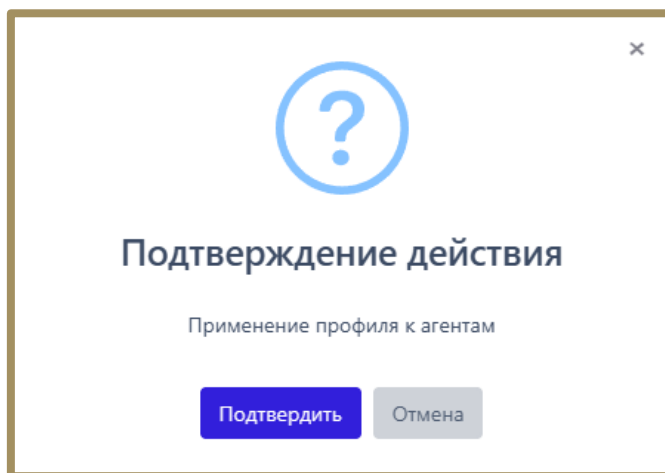 ×
?
Подтверждение действия
Применение профиля к агентам
Подтвердить
Отмена